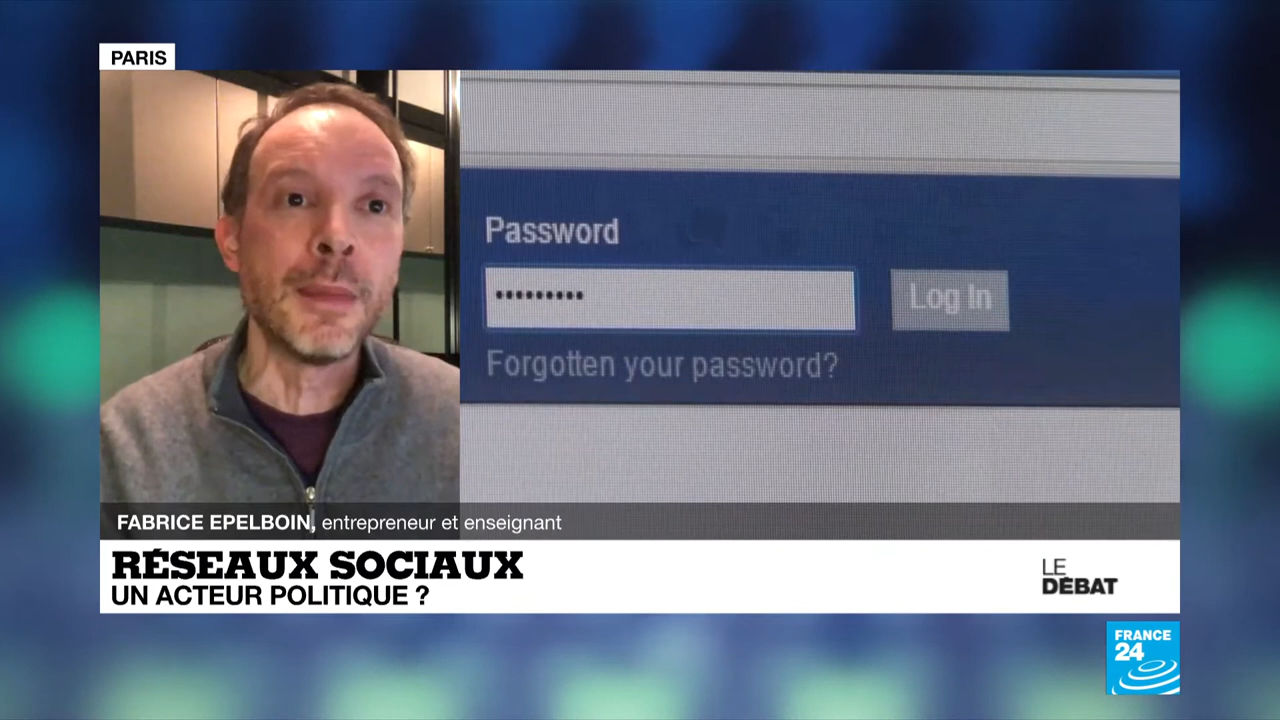 PARIS
Password
•••••••••
Log In
Forgotten your password?
FABRICE EPELBOIN, entrepreneur et enseignant
RÉSEAUX SOCIAUX
UN ACTEUR POLITIQUE ?
LE
DÉBAT
FRANCE
24